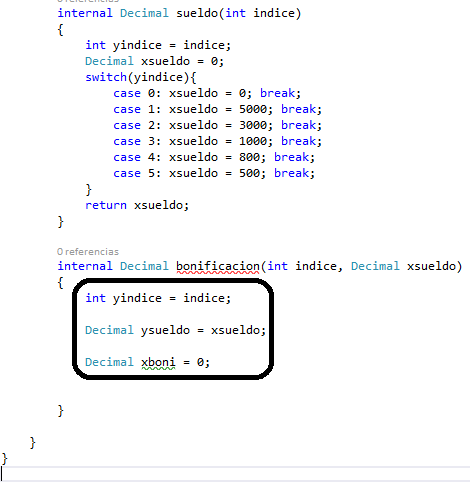 0 referencias
internal Decimal sueldo(int indice)
{
int yindice = indice;
Decimal xsueldo = 0;
switch(yindice){
case 0: xsueldo = 0; break;
case 1: xsueldo = 5000; break;
case 2: xsueldo = 3000; break;
case 3: xsueldo = 1000; break;
case 4: xsueldo = 800; break;
case 5: xsueldo = 500; break;
}
return xsueldo;
}
0 referencias
internal Decimal bonificacion(int indice, Decimal xsueldo)
{
int yindice = indice;
Decimal ysueldo = xsueldo;
Decimal xboni = 0;
}
}
}